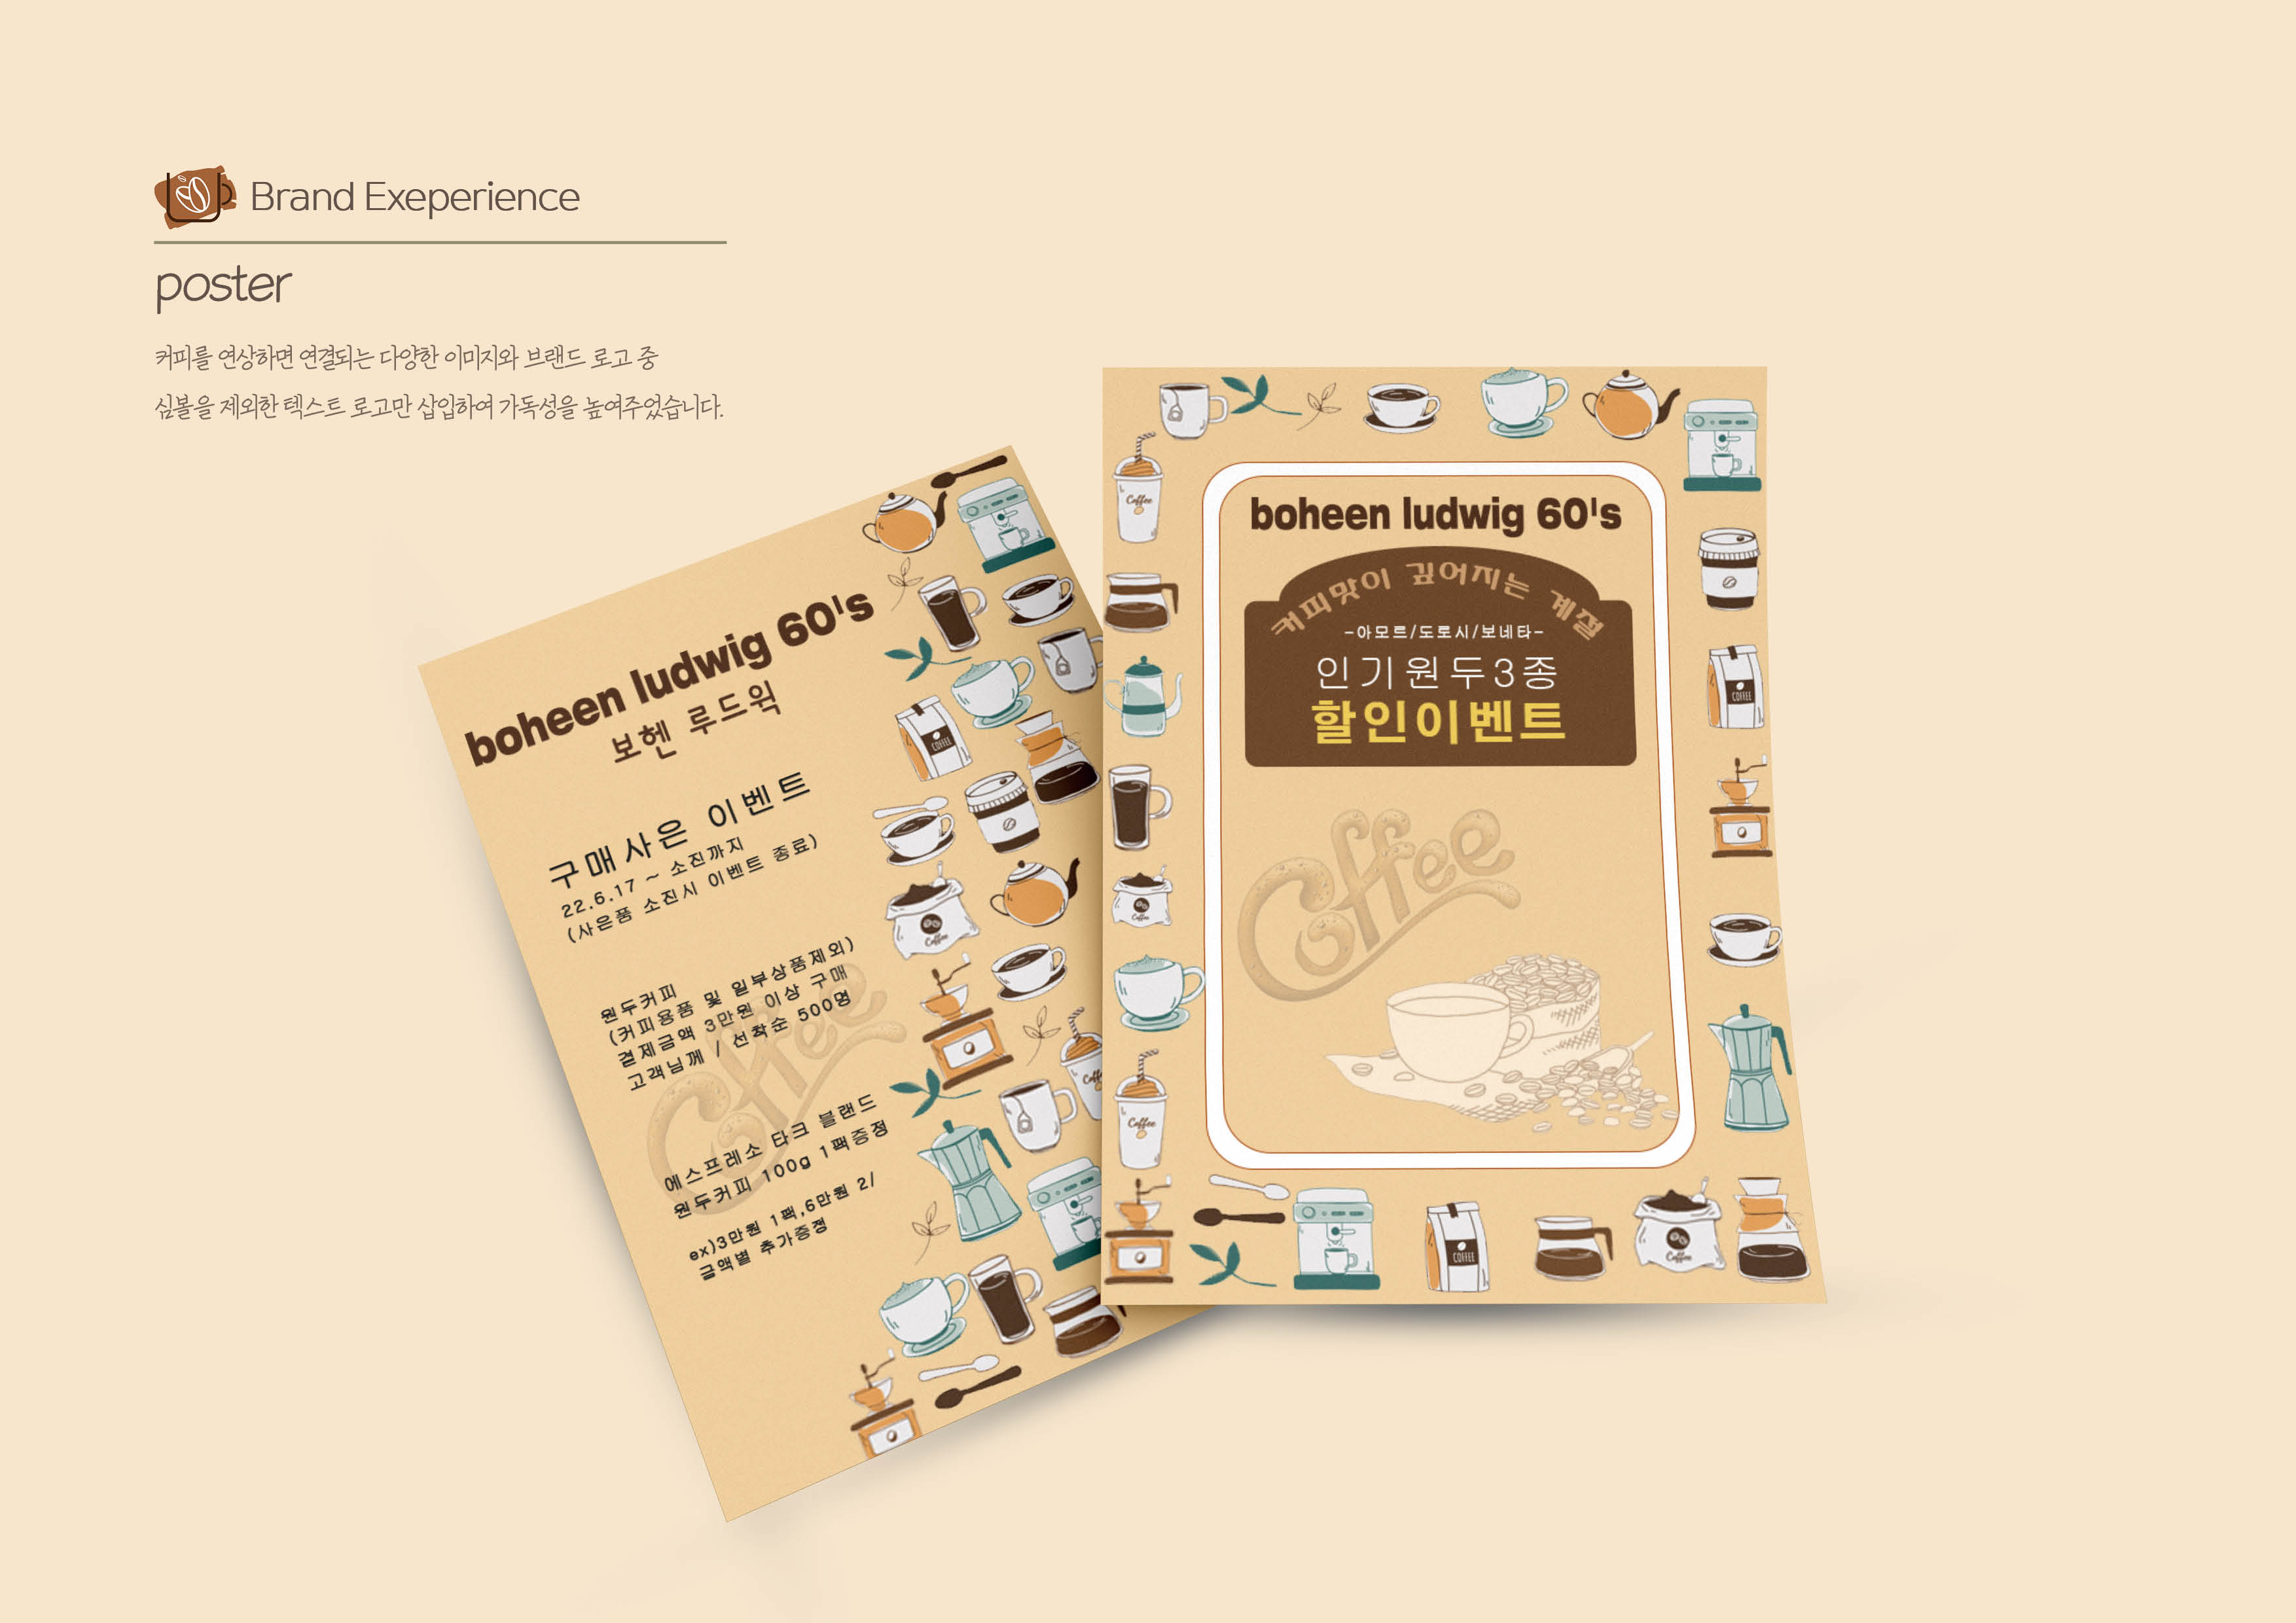 Brand Exeperience
poster
커피를 연상하면 연결되는 다양한 이미지와 브랜드 로고 중
심볼을 제외한 텍스트 로고만 삽입하여 가독성을 높여주었습니다.
boheen ludwig 60's
보헨 루드윅
구매사은 이벤트
22.6.17 ~ 소진까지
(사은품 소진시 이벤트 종료)
원두커피
(커피용품 및 일부상품제외)
결제금액 3만원 이상 구매
고객님께 / 선착순 500명
에스프레소 타크 블랜드
원두커피 100g 1팩증정
ex)3만원 1팩,6만원 2/
금액별 추가증정
Coffee
COFFEE
Coffee
boheen ludwig 60's
커피맛이 깊어지는 계절
-아모르/도로시/보네타-
인기원두3종
할인이벤트
Coffee
Coffee
COFFEE
Coffee
Coffee
COFFEE
Coffee